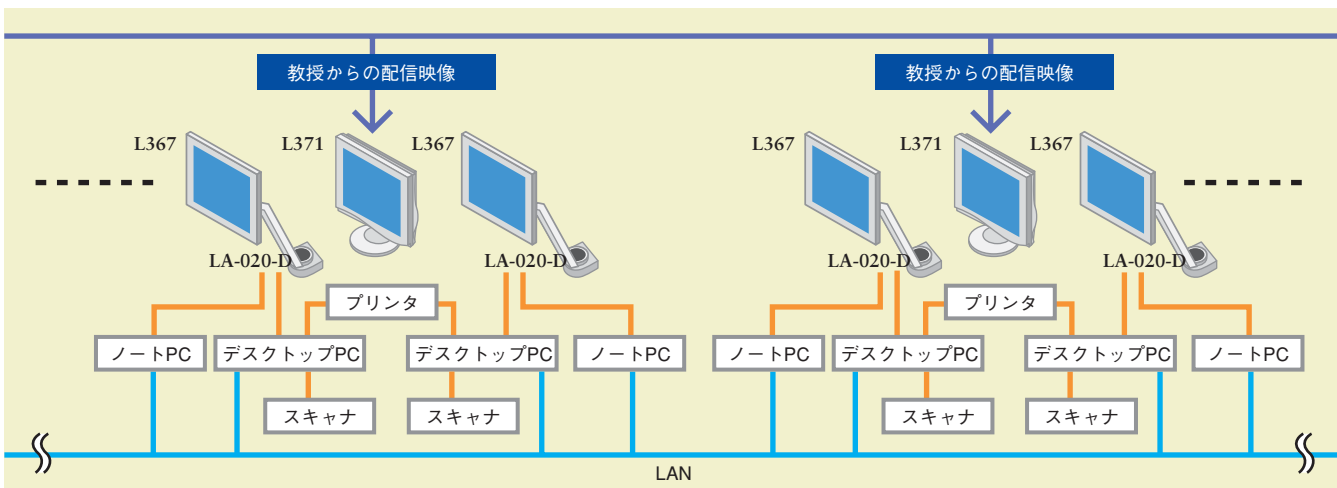 教授からの配信映像
教授からの配信映像
L367
L371
L367
L367
L371
L367
LA-020-D
LA-020-D
LA-020-D
LA-020-D
プリンタ
プリンタ
ノートPC
デスクトップPC
デスクトップPC
ノートPC
ノートPC
デスクトップPC
デスクトップPC
ノートPC
スキャナ
スキャナ
スキャナ
スキャナ
LAN